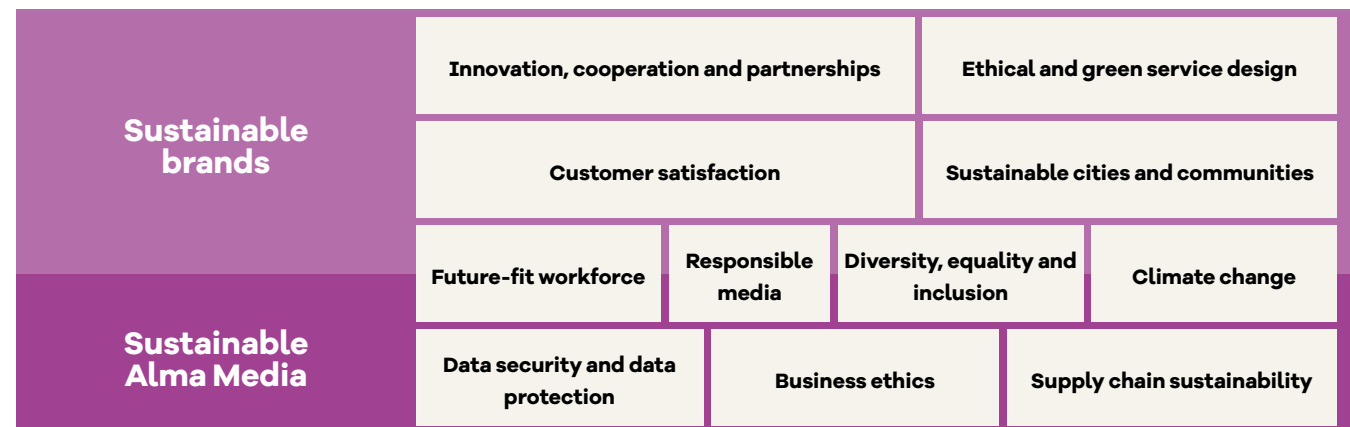 Sustainable
brands
Innovation, cooperation and partnerships
Ethical and green service design
Customer satisfaction
Sustainable cities and communities
Future-fit workforce
Responsible
media
Diversity, equality and
inclusion
Climate change
Sustainable
Alma Media
Data security and data
protection
Business ethics
Supply chain sustainability